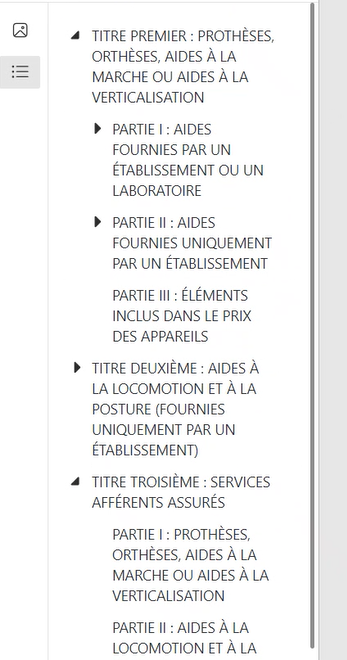 TITRE PREMIER : PROTHÈSES,
ORTHÈSES, AIDES À LA
MARCHE OU AIDES À LA
VERTICALISATION
PARTIE I : AIDES
FOURNIES PAR UN
ÉTABLISSEMENT OU UN
LABORATOIRE
PARTIE II : AIDES
FOURNIES UNIQUEMENT
PAR UN ÉTABLISSEMENT
PARTIE III : ÉLÉMENTS
INCLUS DANS LE PRIX
DES APPAREILS
TITRE DEUXIÈME : AIDES À
LA LOCOMOTION ET À LA
POSTURE (FOURNIES
UNIQUEMENT PAR UN
ÉTABLISSEMENT)
TITRE TROISIÈME : SERVICES
AFFÉRENTS ASSURÉS
PARTIE I : PROTHÈSES,
ORTHÈSES, AIDES À LA
MARCHE OU AIDES À LA
VERTICALISATION
PARTIE II : AIDES À LA
LOCOMOTION ET À LA